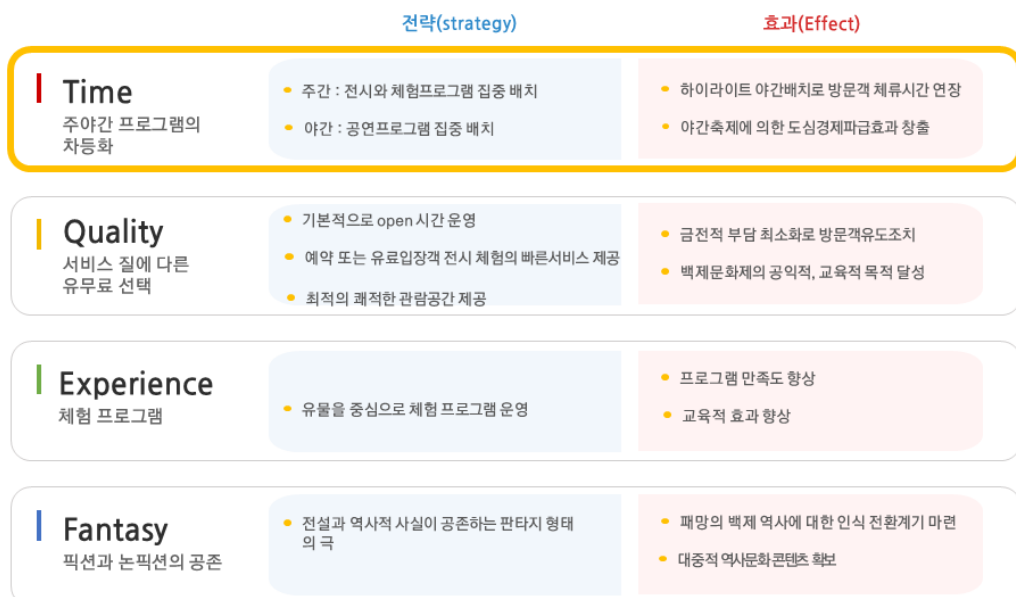 전략(strategy)
효과(Effect)
Time
주야간 프로그램의
차등화
주간 : 전시와 체험프로그램 집중 배치
야간 : 공연프로그램 집중 배치
하이라이트 야간배치로 방문객 체류시간 연장
야간축제에 의한 도심경제파급효과 창출
Quality
서비스 질에 다른
유무료 선택
기본적으로 open 시간 운영
예약 또는 유료입장객 전시 체험의 빠른서비스 제공
최적의 쾌적한 관람공간 제공
금전적 부담 최소화로 방문객유도조치
백제문화제의 공익적, 교육적 목적 달성
Experience
체험 프로그램
유물을 중심으로 체험 프로그램 운영
프로그램 만족도 향상
교육적 효과 향상
Fantasy
픽션과 논픽션의 공존
전설과 역사적 사실이 공존하는 판타지 형태
의 극
패망의 백제 역사에 대한 인식 전환계기 마련
대중적 역사문화 콘텐츠 확보